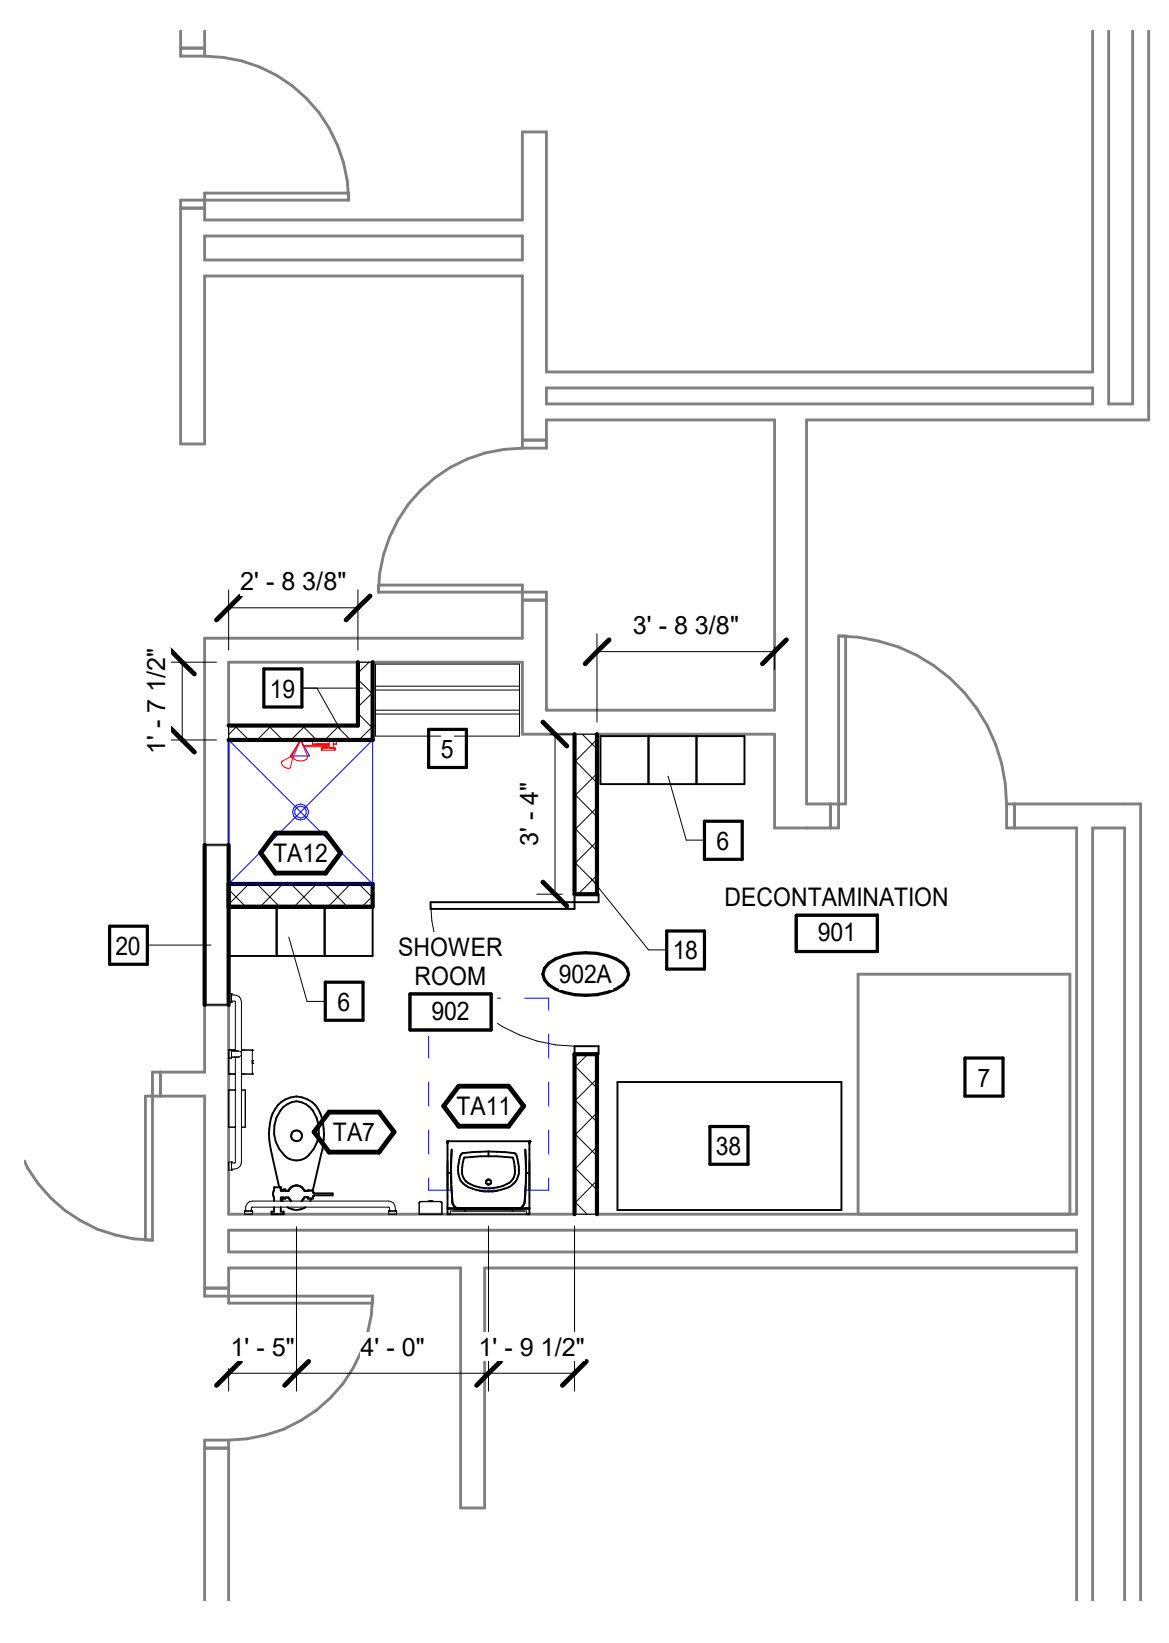 2' - 8 3/8"
3' - 8 3/8"
1' - 7 1/2"
19
5
3' - 4"
6
TA12
DECONTAMINATION
901
20
SHOWER
ROOM
902
18
902A
6
7
TA11
TA7
38
1' - 5"
4' - 0"
1' - 9 1/2"